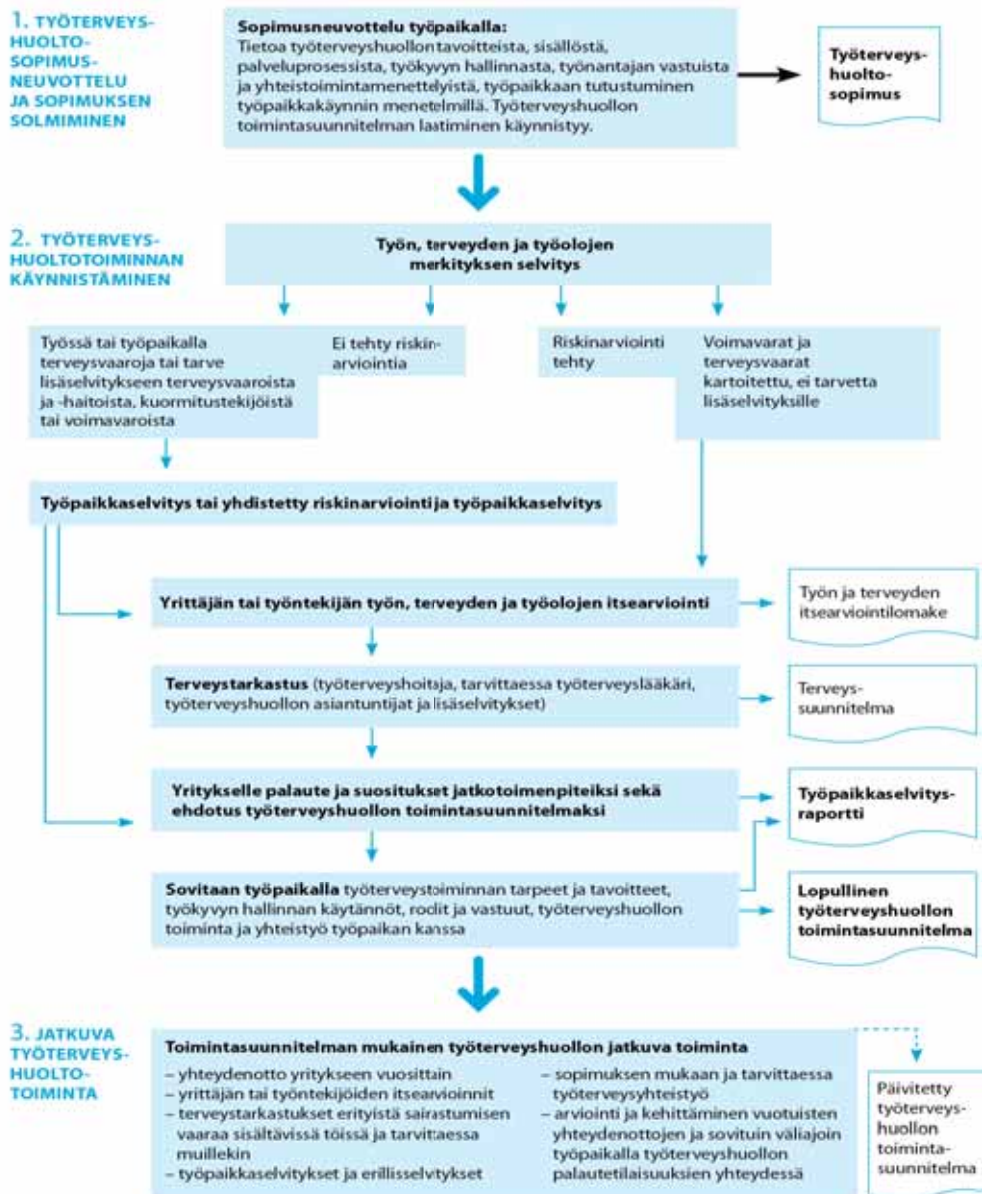 1. TYÖTERVEYS-
HUOLTO-
SOPIMUS-
NEUVOTTELU
JA SOPIMUKSEN
SOLMIMINEN
Sopimusneuvottelu työpaikalla:
Tietoa työterveyshuollon tavoitteista, sisällöstä,
palveluprosessista, työkyvyn hallinnasta, työnantajan vastuista
ja yhteistoimintamenettelyistä, työpaikkaan tutustuminen
työpaikkakäynnin menetelmillä. Työterveyshuollon
toimintasuunnitelman laatiminen käynnistyy.
Työterveys-
huolto-
sopimus
2. TYÖTERVEYS-
HUOLTOTOIMINNAN
KÄYNNISTÄMINEN
Työn, terveyden ja työolojen
merkityksen selvitys
Työssä tai työpaikalla
terveysvaaroja tai tarve
lisäselvitykseen terveysvaaroista
ja -haitoista, kuormitustekijöistä
tai voimavaroista
Ei tehty riskin-
arviointia
Riskinarviointi
tehty
Voimavarat ja
terveysvaarat
kartoitettu, ei tarvetta
lisäselvityksille
Työpaikkaselvitys tai yhdistetty riskinarviointi ja työpaikkaselvitys
Yrittäjän tai työntekijän työn, terveyden ja työolojen itsearviointi
Työn ja terveyden
itsearviointilomake
Terveystarkastus (työterveyshoitaja, tarvittaessa työterveyslääkäri,
työterveyshuollon asiantuntijat ja lisäselvitykset)
Terveys-
suunnitelma
Yritykselle palaute ja suositukset jatkotoimenpiteiksi sekä
ehdotus työterveyshuollon toimintasuunnitelmaksi
Työpaikkaselvitys-
raportti
Sovitaan työpaikalla työterveystoiminnan tarpeet ja tavoitteet,
työkyvyn hallinnan käytännöt, roolit ja vastuut, työterveyshuollon
toiminta ja yhteistyö työpaikan kanssa
Lopullinen
työterveyshuollon
toimintasuunnitelma
3. JATKUVA
TYÖTERVEYS-
HUOLTO-
TOIMINTA
Toimintasuunnitelman mukainen työterveyshuollon jatkuva toiminta
– yhteydenotto yritykseen vuosittain
– yrittäjän tai työntekijöiden itsearvioinnit
– terveystarkastukset erityistä sairastumisen
vaaraa sisältävissä töissä ja tarvittaessa
muillekin
– työpaikkaselvitykset ja erillisselvitykset
– sopimuksen mukaan ja tarvittaessa
työterveysyhteistyö
– arviointi ja kehittäminen vuotuisten
yhteydenottojen ja sovituin väliajoin
työpaikalla työterveyshuollon
palautetilaisuuksien yhteydessä
Päivitetty
työterveys-
huollon
toiminta-
suunnitelma